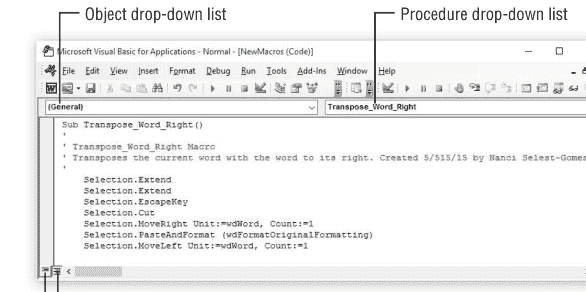 Object drop-down list
Procedure drop-down list
Microsoft Visual Basic for Applications - Normal - [NewMacros (Code)]
File Edit View Insert Format Debug Run Tools Add-Ins Window Help
(General)
Transpose_Word_Right
Sub Transpose_Word_Right()
'
' Transpose_Word_Right Macro
' Transposes the current word with the word to its right. Created 5/515/15 by Nanci Selest-Gomes
'
Selection.Extend
Selection.Extend
Selection.EscapeKey
Selection.Cut
Selection.MoveRight Unit:=wdWord, Count:=1
Selection.PasteAndFormat (wdFormatOriginalFormatting)
Selection.MoveLeft Unit:=wdWord, Count:=1